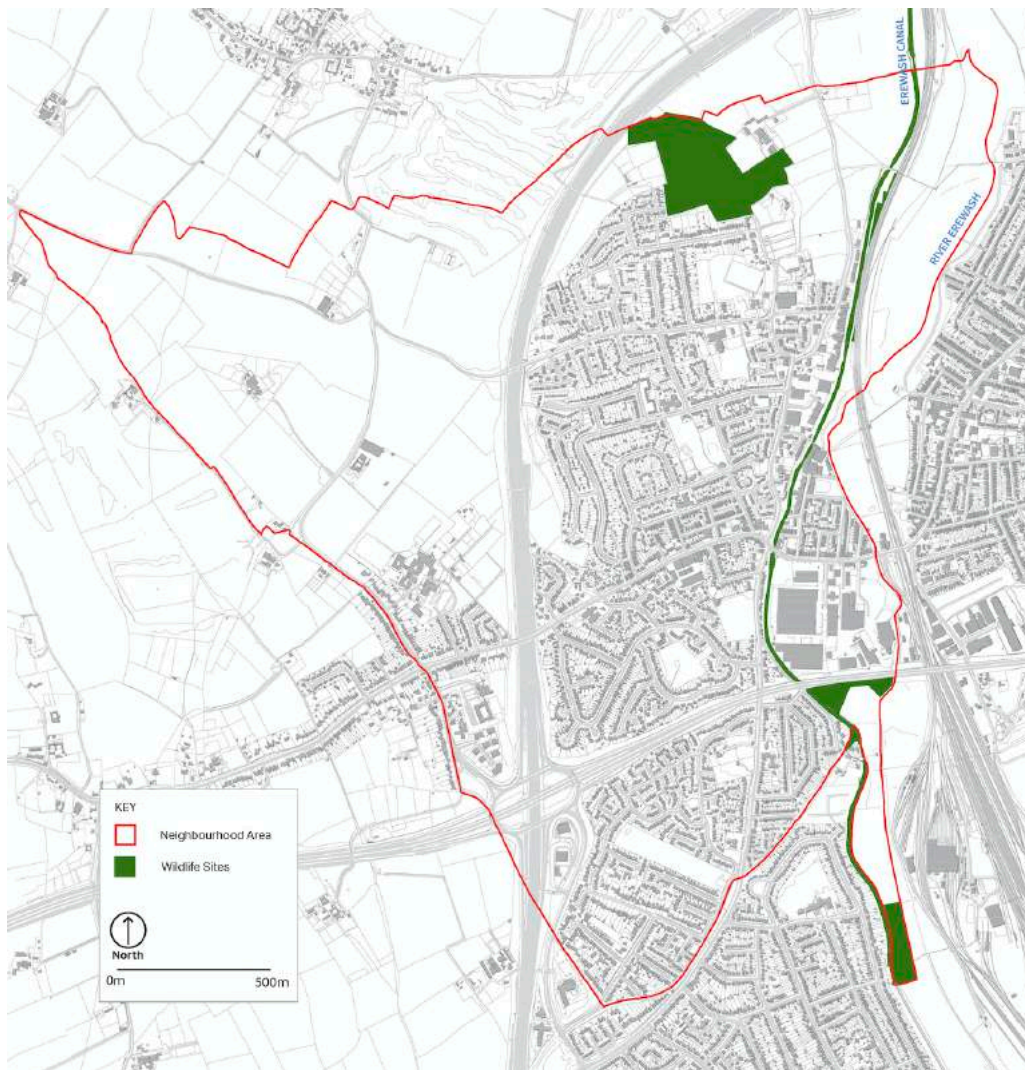 EREWASH CANAL
RIVER EREWASH
KEY
Neighbourhood Area
Wildlife Sites
North
0m 500m